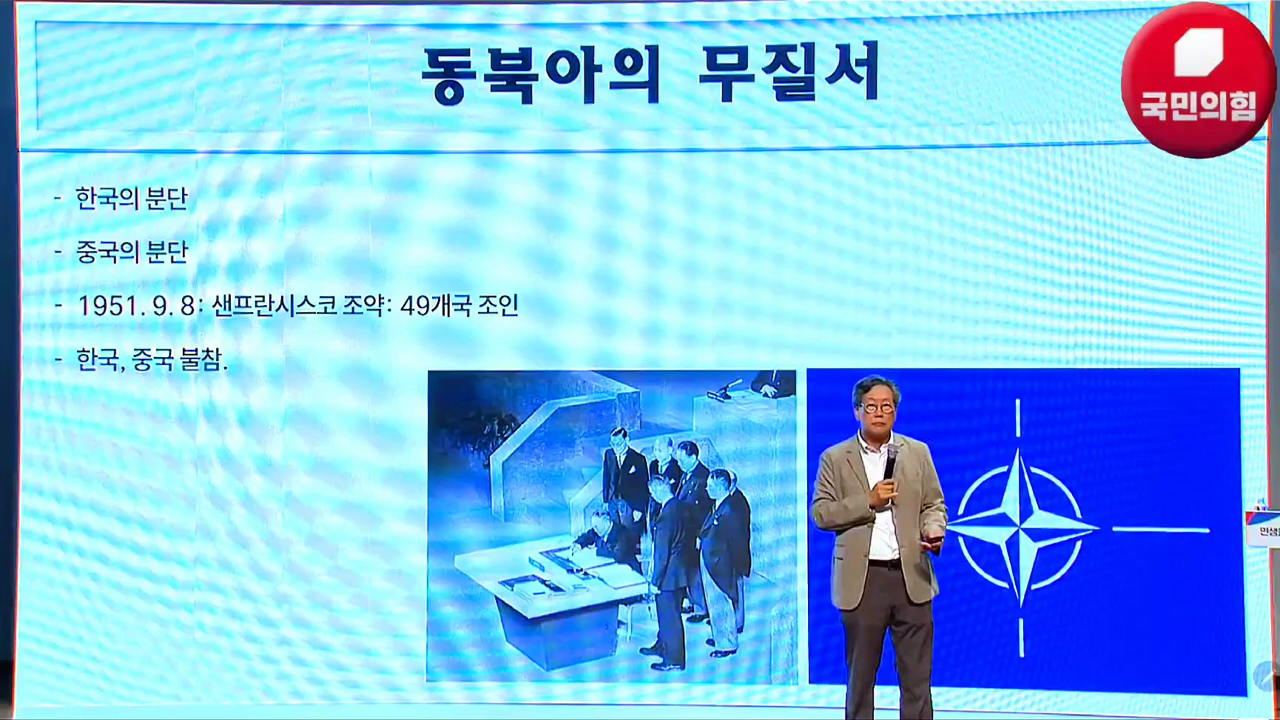 동북아의 무질서
국민의힘
- 한국의 분단
- 중국의 분단
- 1951. 9. 8: 샌프란시스코 조약: 49개국 조인
- 한국, 중국 불참.
민생